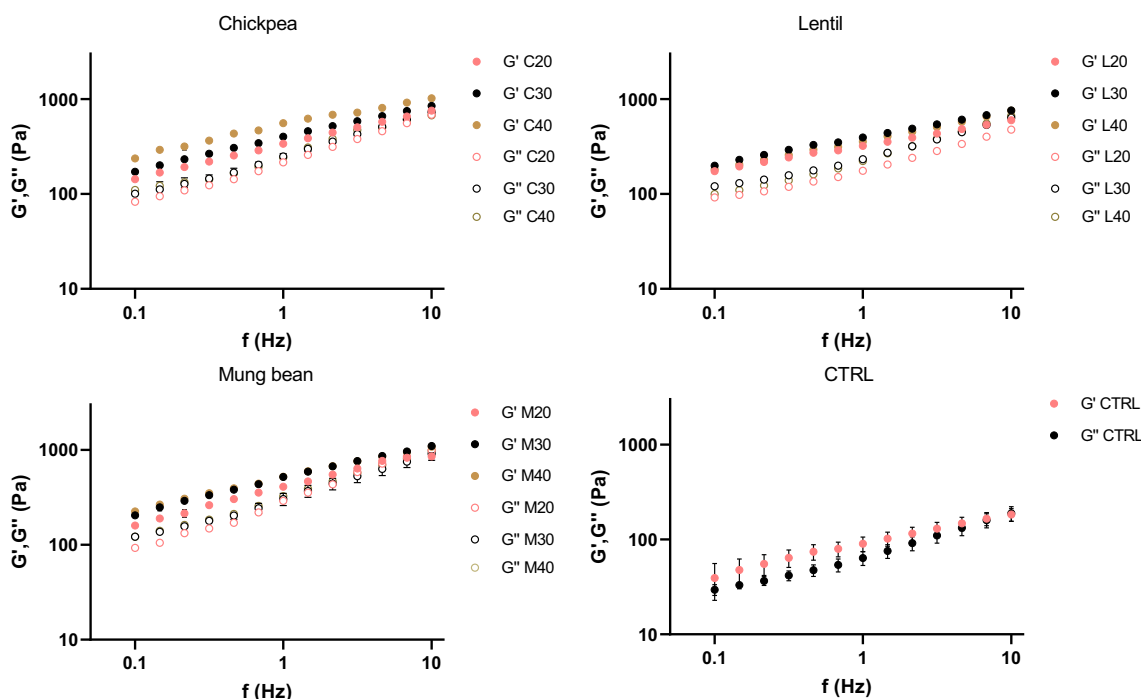 Chickpea
G',G'' (Pa)
1000
100
10
0.1
1
10
f (Hz)
G' C20
G' C30
G' C40
G'' C20
G'' C30
G'' C40
Lentil
G',G'' (Pa)
1000
100
10
0.1
1
10
f (Hz)
G' L20
G' L30
G' L40
G'' L20
G'' L30
G'' L40
Mung bean
G',G'' (Pa)
1000
100
10
0.1
1
10
f (Hz)
G' M20
G' M30
G' M40
G'' M20
G'' M30
G'' M40
CTRL
G',G'' (Pa)
1000
100
10
0.1
1
10
f (Hz)
G' CTRL
G'' CTRL